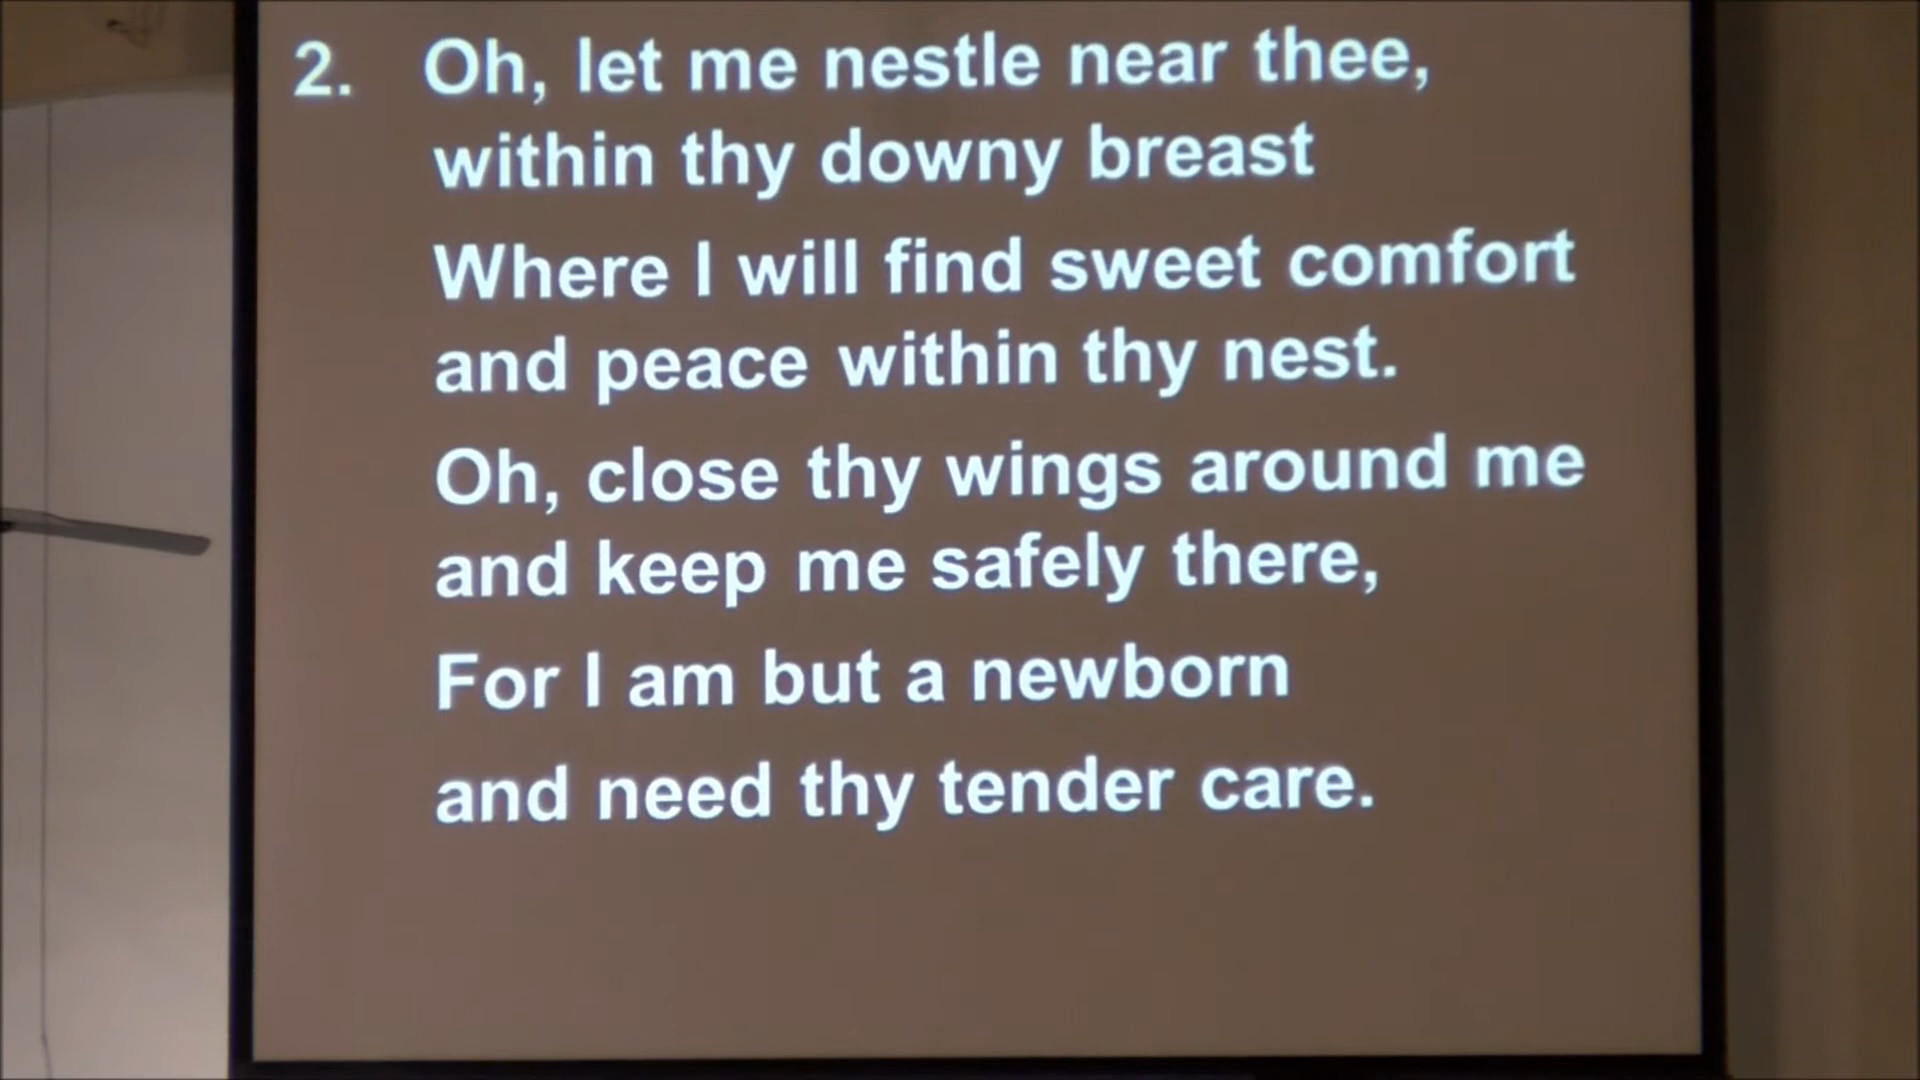 2. Oh, let me nestle near thee,
within thy downy breast
Where I will find sweet comfort
and peace within thy nest.
Oh, close thy wings around me
and keep me safely there,
For I am but a newborn
and need thy tender care.